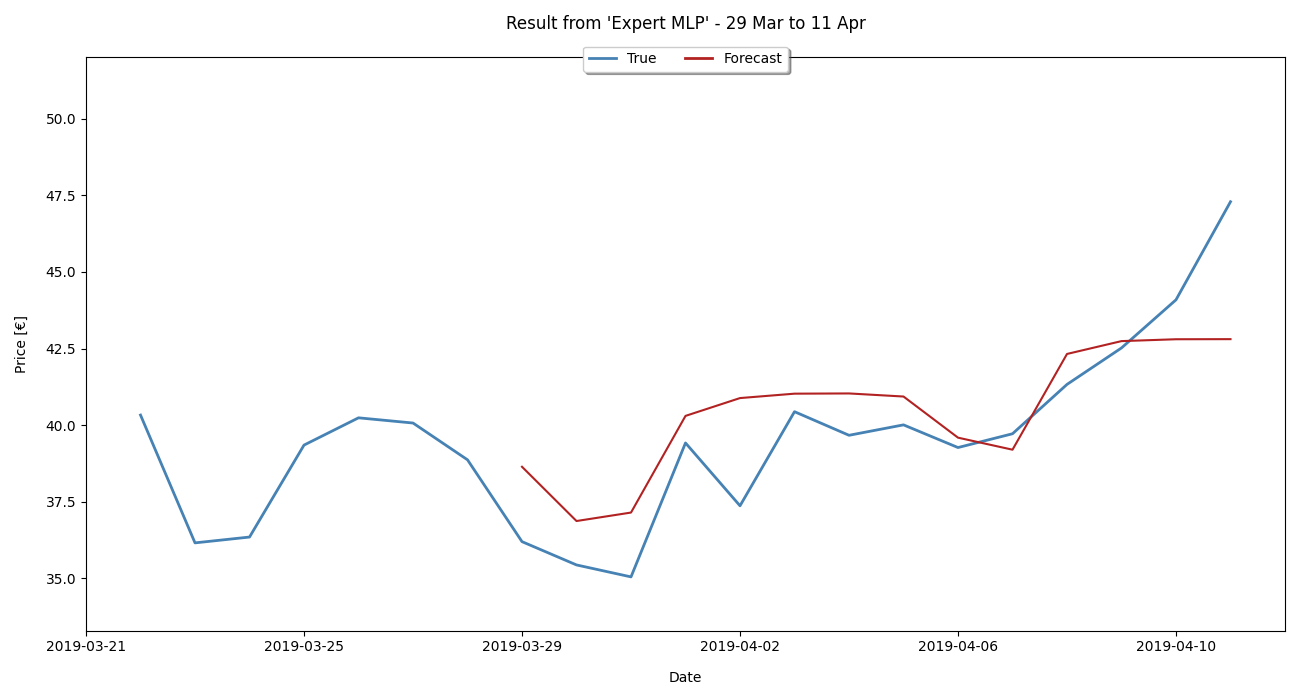 Result from 'Expert MLP' - 29 Mar to 11 Apr
True
Forecast
50.0
47.5
45.0
42.5
40.0
37.5
35.0
Price [€]
2019-03-21
2019-03-25
2019-03-29
2019-04-02
2019-04-06
2019-04-10
Date